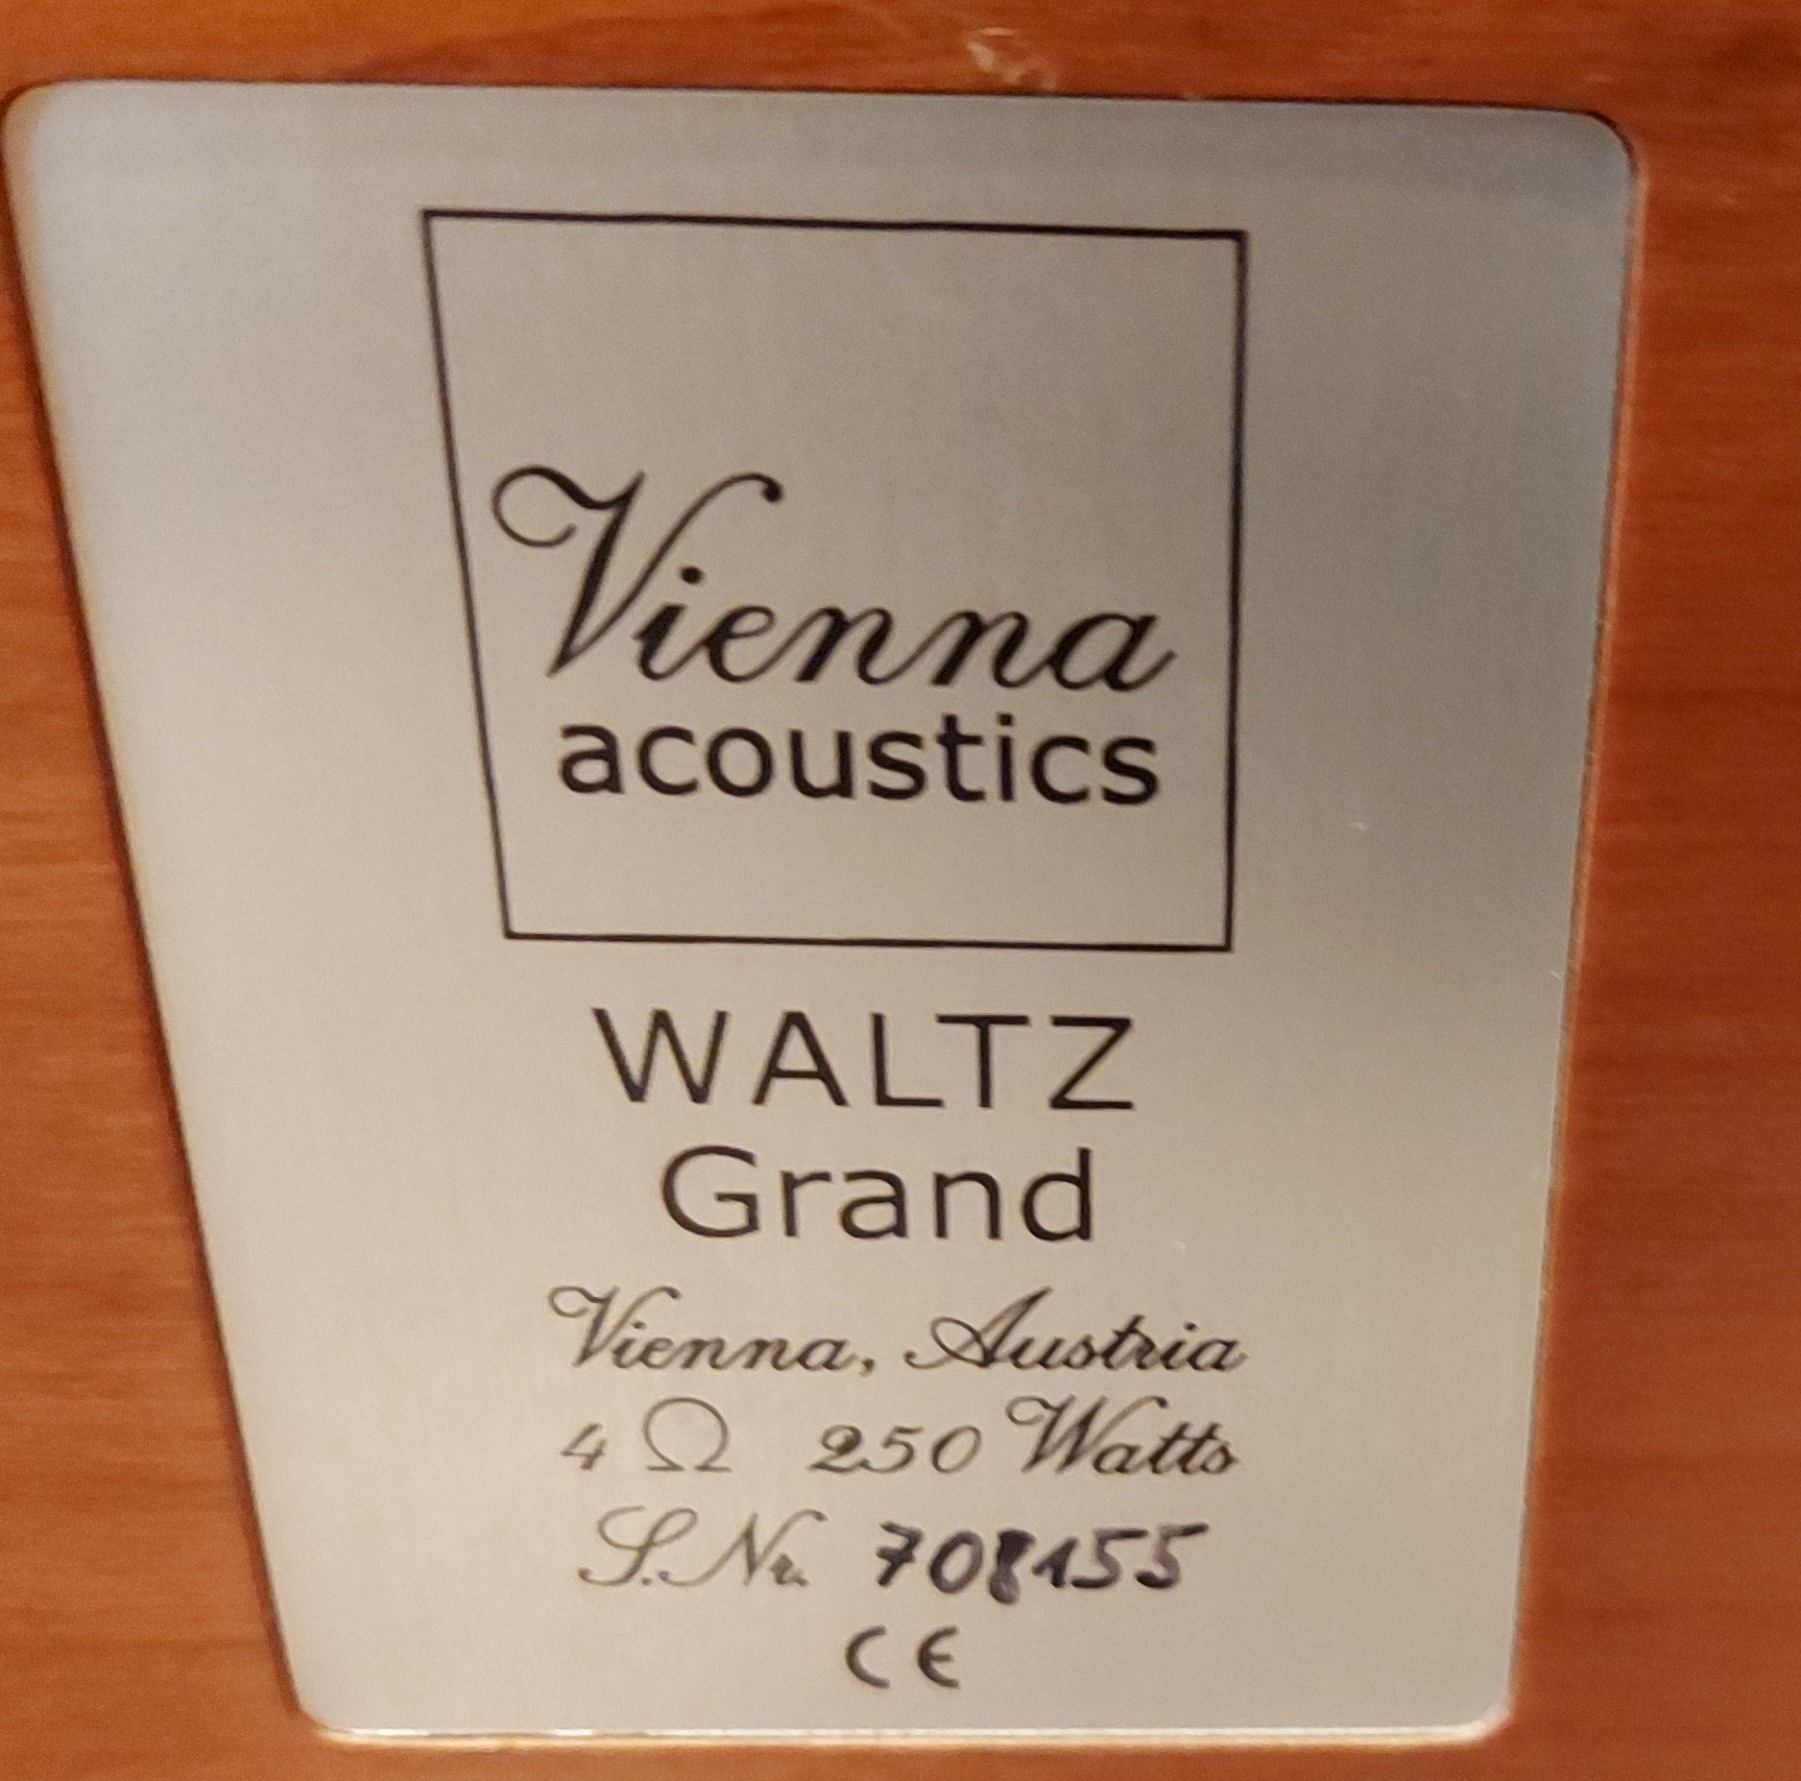 Vienna
acoustics
WALTZ
Grand
Vienna, Austria
4 Ω 250 Watts
S.Nr. 708155
CE